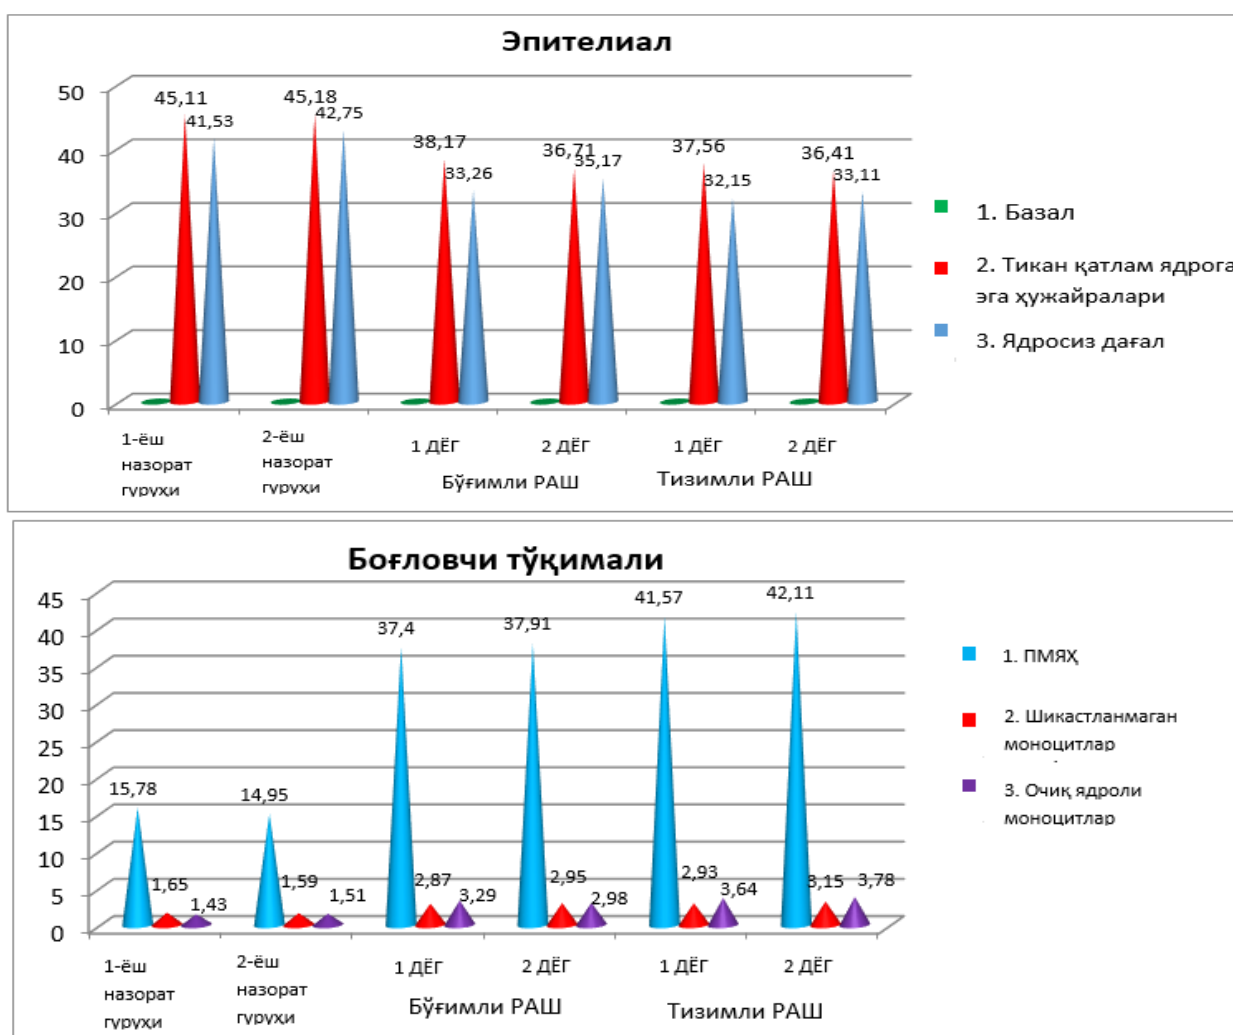 Эпителиал
50
40
30
20
10
0
45,11
41,53
45,18
42,75
38,17
33,26
36,71
35,17
37,56
32,15
36,41
33,11
1-ёш
назорат
гуруҳи
2-ёш
назорат
гуруҳи
1 ДЁГ
2 ДЁГ
Бўғимли РАШ
1 ДЁГ
2 ДЁГ
Тизимли РАШ
1. Базал
2. Тикан қатлам ядрога
эга ҳужайралари
3. Ядросиз дағал
Боғловчи тўқимали
45
40
35
30
25
20
15
10
5
0
15,78
1,65
1,43
14,95
1,59
1,51
37,4
2,87
3,29
37,91
2,95
2,98
41,57
2,93
3,64
42,11
3,15
3,78
1-ёш
назорат
гуруҳи
2-ёш
назорат
гуруҳи
1 ДЁГ
2 ДЁГ
Бўғимли РАШ
1 ДЁГ
2 ДЁГ
Тизимли РАШ
1. ПМЯҲ
2. Шикастланмаган
моноцитлар
3. Очиқ ядроли
моноцитлар